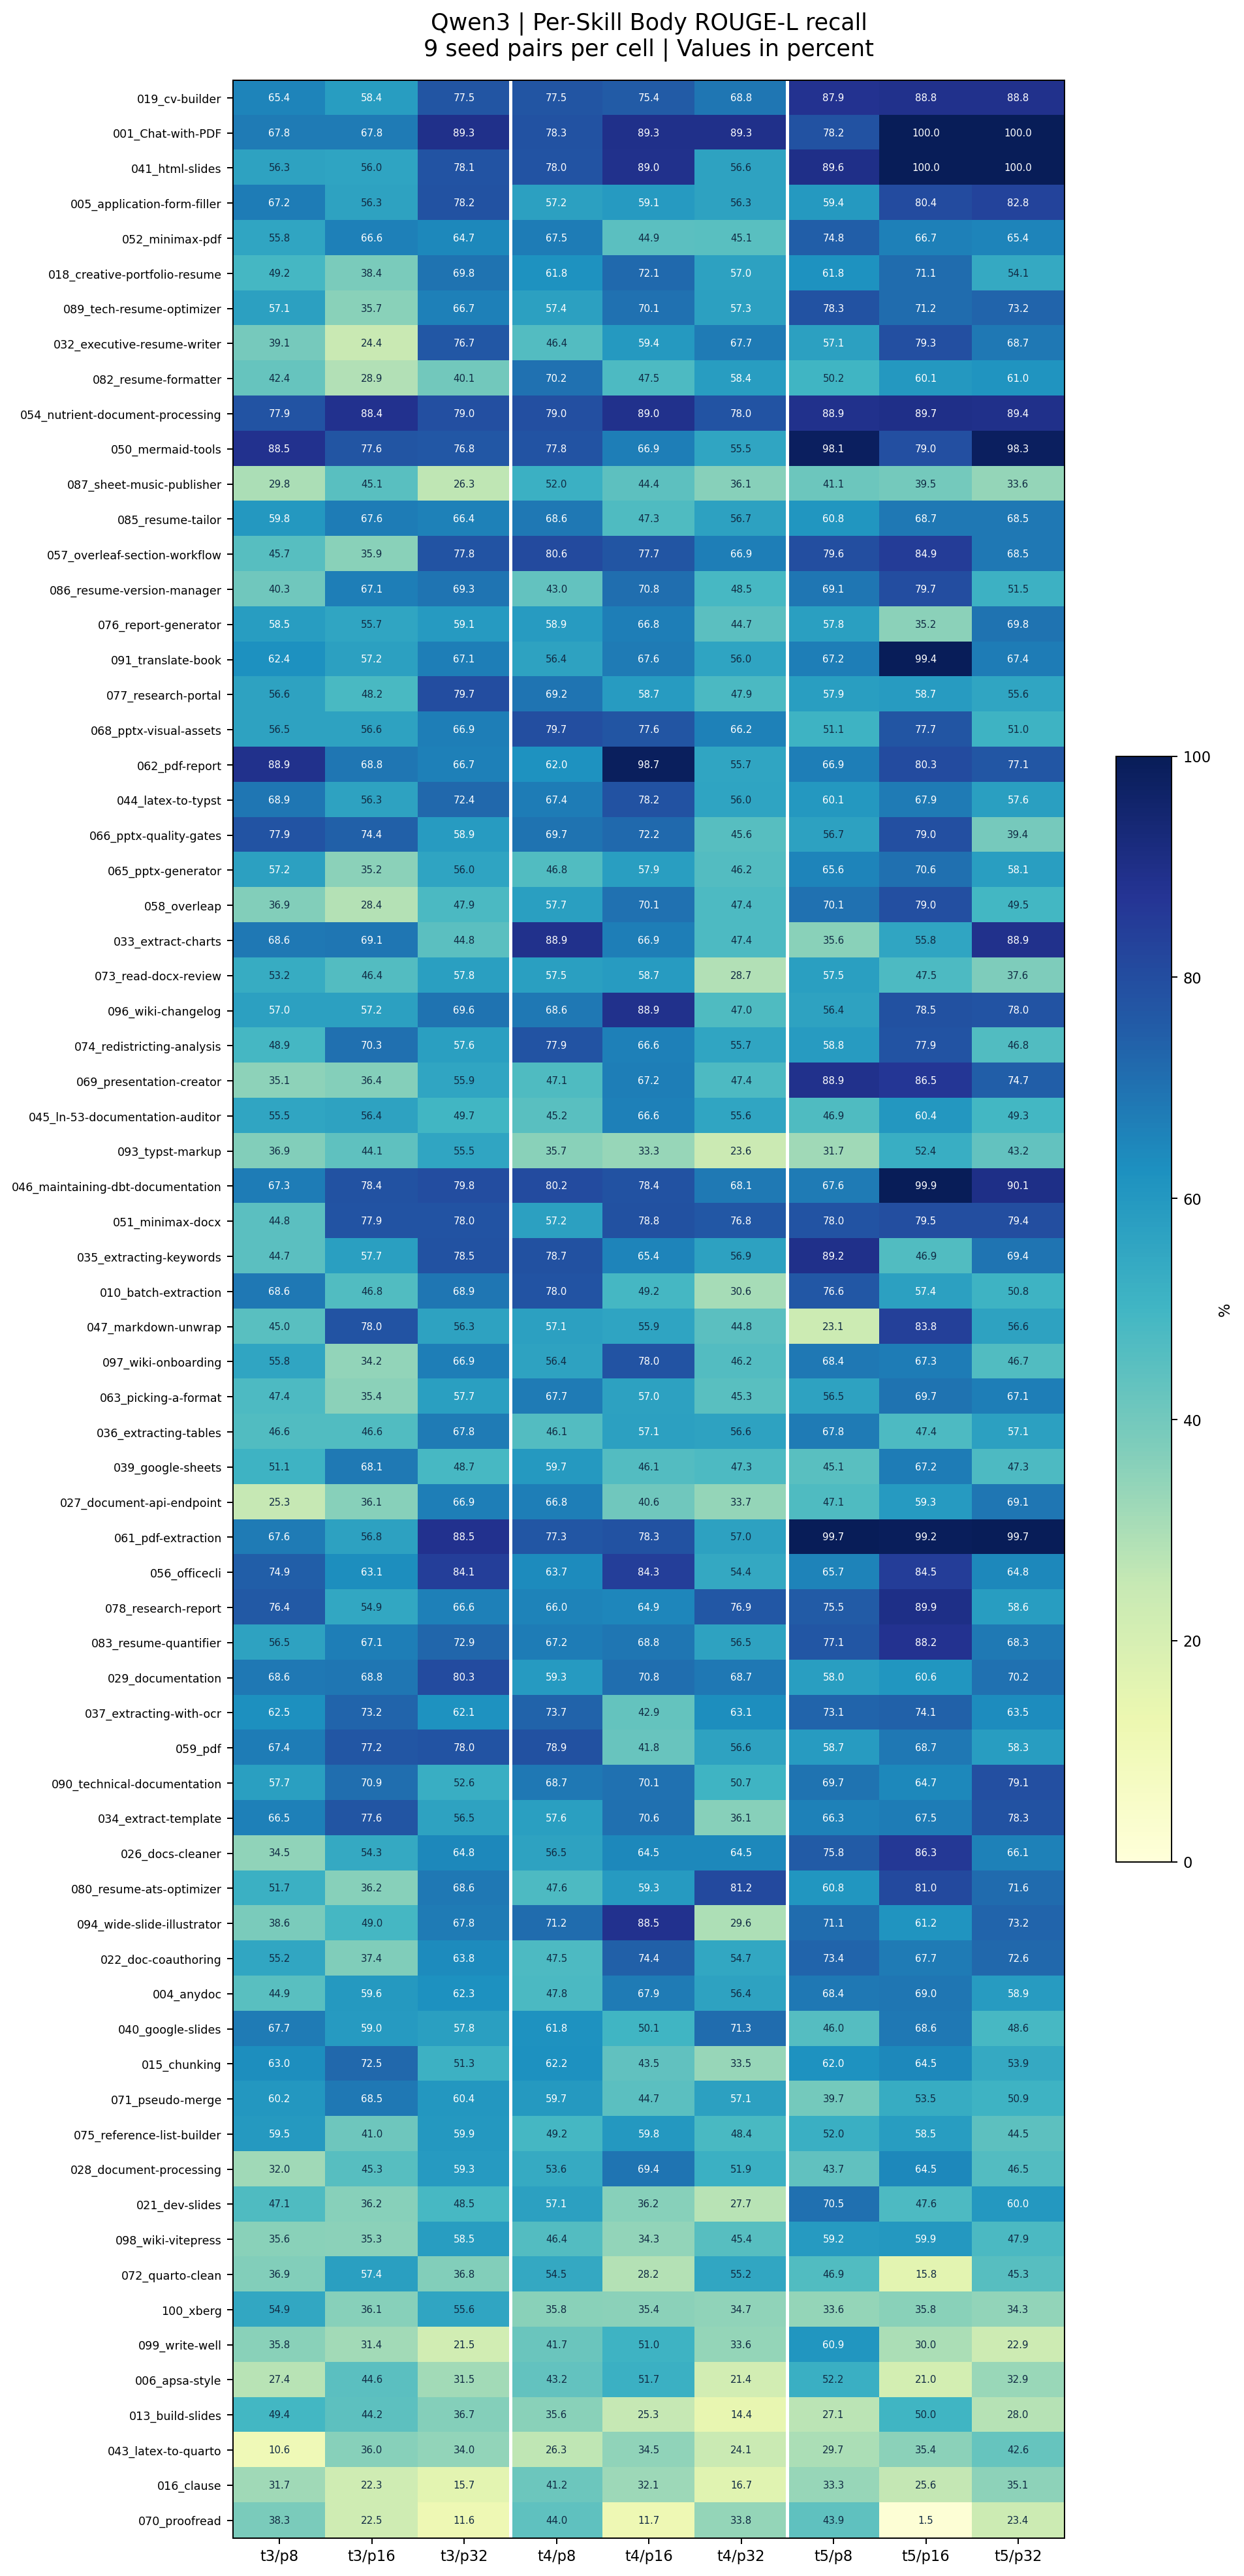 Qwen3 | Per-Skill Body ROUGE-L recall
9 seed pairs per cell | Values in percent
019_cv-builder 65.4 58.4 77.5 77.5 75.4 68.8 87.9 88.8 88.8
001_Chat-with-PDF 67.8 67.8 89.3 78.3 89.3 89.3 78.2 100.0 100.0
041_html-slides 56.3 56.0 78.1 78.0 89.0 56.6 89.6 100.0 100.0
005_application-form-filler 67.2 56.3 78.2 57.2 59.1 56.3 59.4 80.4 82.8
052_minimax-pdf 55.8 66.6 64.7 67.5 44.9 45.1 74.8 66.7 65.4
018_creative-portfolio-resume 49.2 38.4 69.8 61.8 72.1 57.0 61.8 71.1 54.1
089_tech-resume-optimizer 57.1 35.7 66.7 57.4 70.1 57.3 78.3 71.2 73.2
032_executive-resume-writer 39.1 24.4 76.7 46.4 59.4 67.7 57.1 79.3 68.7
082_resume-formatter 42.4 28.9 40.1 70.2 47.5 58.4 50.2 60.1 61.0
054_nutrient-document-processing 77.9 88.4 79.0 79.0 89.0 78.0 88.9 89.7 89.4
050_mermaid-tools 88.5 77.6 76.8 77.8 66.9 55.5 98.1 79.0 98.3
087_sheet-music-publisher 29.8 45.1 26.3 52.0 44.4 36.1 41.1 39.5 33.6
085_resume-tailor 59.8 67.6 66.4 68.6 47.3 56.7 60.8 68.7 68.5
057_overleaf-section-workflow 45.7 35.9 77.8 80.6 77.7 66.9 79.6 84.9 68.5
086_resume-version-manager 40.3 67.1 69.3 43.0 70.8 48.5 69.1 79.7 51.5
076_report-generator 58.5 55.7 59.1 58.9 66.8 44.7 57.8 35.2 69.8
091_translate-book 62.4 57.2 67.1 56.4 67.6 56.0 67.2 99.4 67.4
077_research-portal 56.6 48.2 79.7 69.2 58.7 47.9 57.9 58.7 55.6
068_pptx-visual-assets 56.5 56.6 66.9 79.7 77.6 66.2 51.1 77.7 51.0
062_pdf-report 88.9 68.8 66.7 62.0 98.7 55.7 66.9 80.3 77.1
044_latex-to-typst 68.9 56.3 72.4 67.4 78.2 56.0 60.1 67.9 57.6
066_pptx-quality-gates 77.9 74.4 58.9 69.7 72.2 45.6 56.7 79.0 39.4
065_pptx-generator 57.2 35.2 56.0 46.8 57.9 46.2 65.6 70.6 58.1
058_overleap 36.9 28.4 47.9 57.7 70.1 47.4 70.1 79.0 49.5
033_extract-charts 68.6 69.1 44.8 88.9 66.9 47.4 35.6 55.8 88.9
073_read-docx-review 53.2 46.4 57.8 57.5 58.7 28.7 57.5 47.5 37.6
096_wiki-changelog 57.0 57.2 69.6 68.6 88.9 47.0 56.4 78.5 78.0
074_redistricting-analysis 48.9 70.3 57.6 77.9 66.6 55.7 58.8 77.9 46.8
069_presentation-creator 35.1 36.4 55.9 47.1 67.2 47.4 88.9 86.5 74.7
045_ln-53-documentation-auditor 55.5 56.4 49.7 45.2 66.6 55.6 46.9 60.4 49.3
093_typst-markup 36.9 44.1 55.5 35.7 33.3 23.6 31.7 52.4 43.2
046_maintaining-dbt-documentation 67.3 78.4 79.8 80.2 78.4 68.1 67.6 99.9 90.1
051_minimax-docx 44.8 77.9 78.0 57.2 78.8 76.8 78.0 79.5 79.4
035_extracting-keywords 44.7 57.7 78.5 78.7 65.4 56.9 89.2 46.9 69.4
010_batch-extraction 68.6 46.8 68.9 78.0 49.2 30.6 76.6 57.4 50.8
047_markdown-unwrap 45.0 78.0 56.3 57.1 55.9 44.8 23.1 83.8 56.6
097_wiki-onboarding 55.8 34.2 66.9 56.4 78.0 46.2 68.4 67.3 46.7
063_picking-a-format 47.4 35.4 57.7 67.7 57.0 45.3 56.5 69.7 67.1
036_extracting-tables 46.6 46.6 67.8 46.1 57.1 56.6 67.8 47.4 57.1
039_google-sheets 51.1 68.1 48.7 59.7 46.1 47.3 45.1 67.2 47.3
027_document-api-endpoint 25.3 36.1 66.9 66.8 40.6 33.7 47.1 59.3 69.1
061_pdf-extraction 67.6 56.8 88.5 77.3 78.3 57.0 99.7 99.2 99.7
056_officecli 74.9 63.1 84.1 63.7 84.3 54.4 65.7 84.5 64.8
078_research-report 76.4 54.9 66.6 66.0 64.9 76.9 75.5 89.9 58.6
083_resume-quantifier 56.5 67.1 72.9 67.2 68.8 56.5 77.1 88.2 68.3
029_documentation 68.6 68.8 80.3 59.3 70.8 68.7 58.0 60.6 70.2
037_extracting-with-ocr 62.5 73.2 62.1 73.7 42.9 63.1 73.1 74.1 63.5
059_pdf 67.4 77.2 78.0 78.9 41.8 56.6 58.7 68.7 58.3
090_technical-documentation 57.7 70.9 52.6 68.7 70.1 50.7 69.7 64.7 79.1
034_extract-template 66.5 77.6 56.5 57.6 70.6 36.1 66.3 67.5 78.3
026_docs-cleaner 34.5 54.3 64.8 56.5 64.5 64.5 75.8 86.3 66.1
080_resume-ats-optimizer 51.7 36.2 68.6 47.6 59.3 81.2 60.8 81.0 71.6
094_wide-slide-illustrator 38.6 49.0 67.8 71.2 88.5 29.6 71.1 61.2 73.2
022_doc-coauthoring 55.2 37.4 63.8 47.5 74.4 54.7 73.4 67.7 72.6
004_anydoc 44.9 59.6 62.3 47.8 67.9 56.4 68.4 69.0 58.9
040_google-slides 67.7 59.0 57.8 61.8 50.1 71.3 46.0 68.6 48.6
015_chunking 63.0 72.5 51.3 62.2 43.5 33.5 62.0 64.5 53.9
071_pseudo-merge 60.2 68.5 60.4 59.7 44.7 57.1 39.7 53.5 50.9
075_reference-list-builder 59.5 41.0 59.9 49.2 59.8 48.4 52.0 58.5 44.5
028_document-processing 32.0 45.3 59.3 53.6 69.4 51.9 43.7 64.5 46.5
021_dev-slides 47.1 36.2 48.5 57.1 36.2 27.7 70.5 47.6 60.0
098_wiki-vitepress 35.6 35.3 58.5 46.4 34.3 45.4 59.2 59.9 47.9
072_quarto-clean 36.9 57.4 36.8 54.5 28.2 55.2 46.9 15.8 45.3
100_xberg 54.9 36.1 55.6 35.8 35.4 34.7 33.6 35.8 34.3
099_write-well 35.8 31.4 21.5 41.7 51.0 33.6 60.9 30.0 22.9
006_apsa-style 27.4 44.6 31.5 43.2 51.7 21.4 52.2 21.0 32.9
013_build-slides 49.4 44.2 36.7 35.6 25.3 14.4 27.1 50.0 28.0
043_latex-to-quarto 10.6 36.0 34.0 26.3 34.5 24.1 29.7 35.4 42.6
016_clause 31.7 22.3 15.7 41.2 32.1 16.7 33.3 25.6 35.1
070_proofread 38.3 22.5 11.6 44.0 11.7 33.8 43.9 1.5 23.4
t3/p8 t3/p16 t3/p32 t4/p8 t4/p16 t4/p32 t5/p8 t5/p16 t5/p32
100
80
60
40
20
0
%